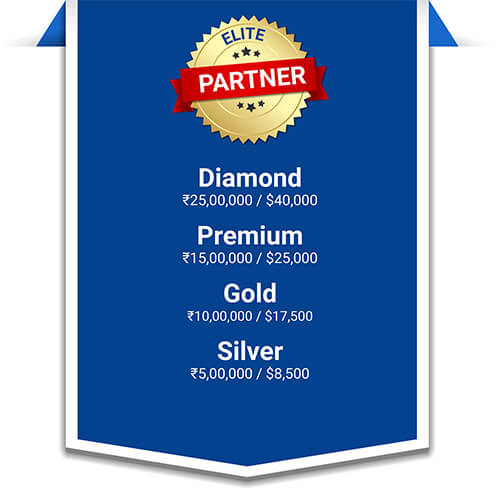 ELITE
PARTNER
Diamond
₹25,00,000 / $40,000
Premium
₹15,00,000 / $25,000
Gold
₹10,00,000 / $17,500
Silver
₹5,00,000 / $8,500